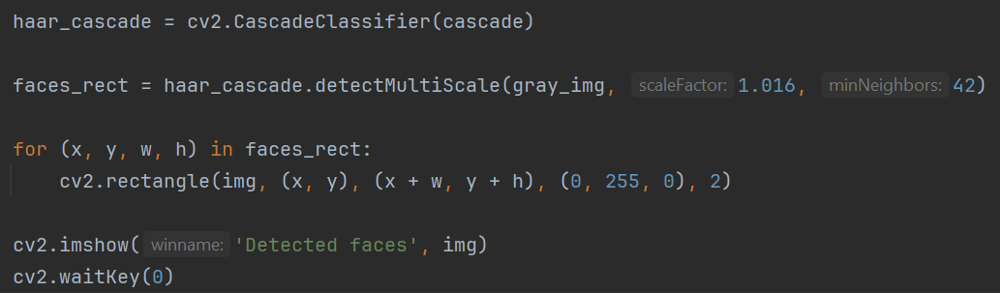 haar_cascade = cv2.CascadeClassifier(cascade)
faces_rect = haar_cascade.detectMultiScale(gray_img, scaleFactor: 1.016, minNeighbors: 42)
for (x, y, w, h) in faces_rect:
    cv2.rectangle(img, (x, y), (x + w, y + h), (0, 255, 0), 2)
cv2.imshow( winname: 'Detected faces', img)
cv2.waitKey(0)